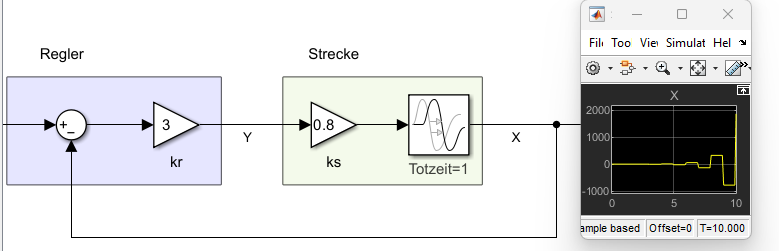 Regler
Strecke
+
−
3
kr
Y
0.8
ks
Totzeit=1
X
Fil Too Vie Simulat Hel
X
2000
1000
0
-1000
0 5 10
ample based Offset=0 T=10.000